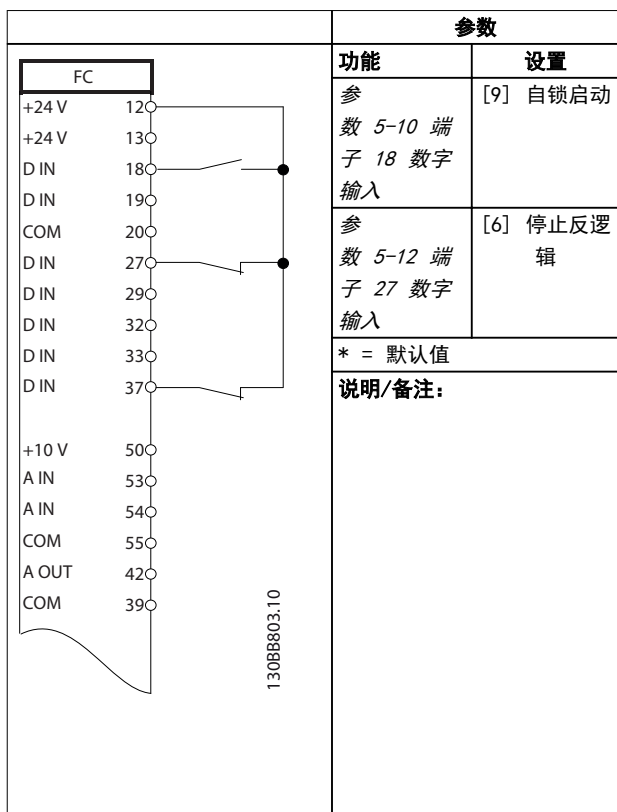 参数
功能 设置
参
数 5-10 端
子 18 数字
输入
[9] 自锁启动
参
数 5-12 端
子 27 数字
输入
[6] 停止反逻
辑
* = 默认值
说明/备注：
FC
+24 V 12
+24 V 13
D IN 18
D IN 19
COM 20
D IN 27
D IN 29
D IN 32
D IN 33
D IN 37
+10 V 50
A IN 53
A IN 54
COM 55
A OUT 42
COM 39
130BB803.10